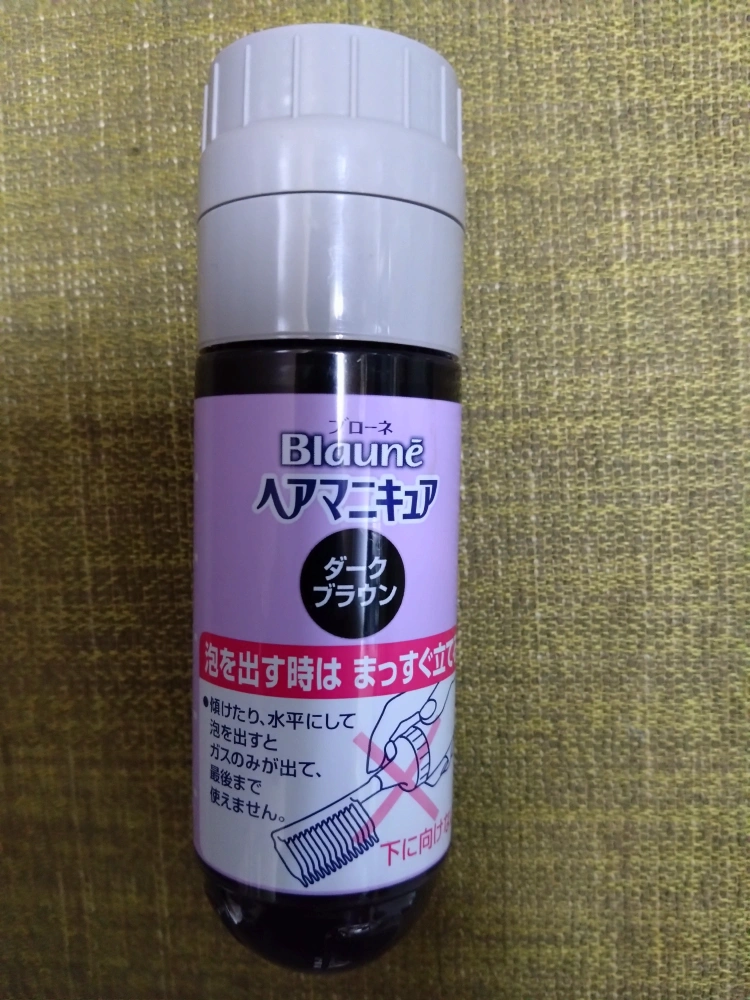 ブローネ
Blaunē
ヘアマニキュア
ダーク
ブラウン
泡を出す時は まっすぐ立て
●傾けたり、水平にして
泡を出すと
ガスのみが出て、
最後まで
使えません。
下に向け